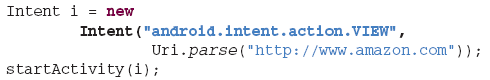 Intent i = new
Intent("android.intent.action.VIEW",
Uri.parse("http://www.amazon.com"));
startActivity(i);